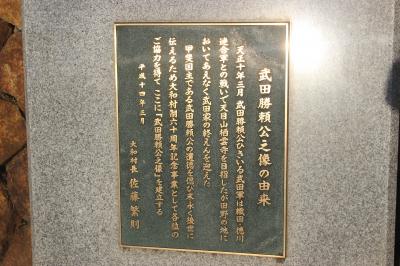 武田勝頼公之像の由来
天正十年三月 武田勝頼公ひきいる武田軍は織田・徳川
連合軍との戦いで天目山栖雲寺を目指したが田野の地に
おいてあえなく武田家の終えんを迎えた
甲斐国主である武田勝頼公の遺徳を偲び末永く後世に
伝えるため大和村制六十周年記念事業として各位の
ご協力を得て ここに「武田勝頼公之像」を建立する
平成十四年三月
大和村長 佐藤繁則